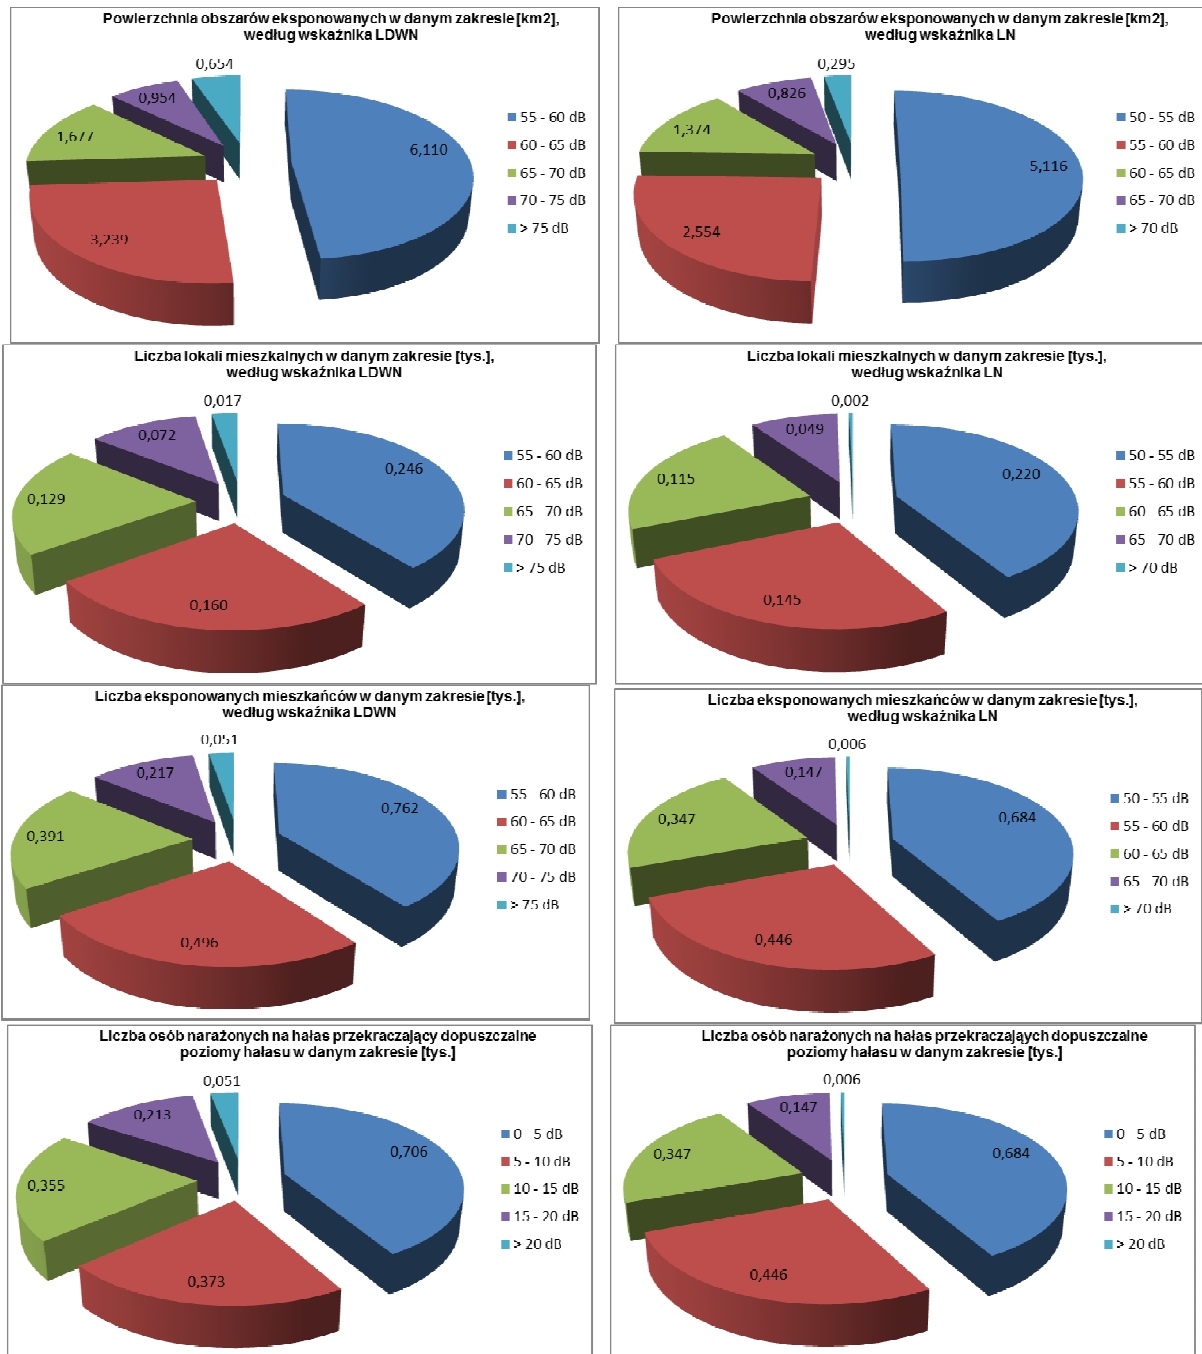 Powierzchnia obszarów eksponowanych w danym zakresie [km2],
według wskaźnika LDWN
0,654
0,954
1,677
6,110
3,239
55 - 60 dB
60 - 65 dB
65 - 70 dB
70 - 75 dB
> 75 dB
Powierzchnia obszarów eksponowanych w danym zakresie [km2],
według wskaźnika LN
0,295
0,826
1,374
5,116
2,554
50 - 55 dB
55 - 60 dB
60 - 65 dB
65 - 70 dB
> 70 dB
Liczba lokali mieszkalnych w danym zakresie [tys.],
według wskaźnika LDWN
0,017
0,072
0,246
0,129
0,160
55 - 60 dB
60 - 65 dB
65 - 70 dB
70 - 75 dB
> 75 dB
Liczba lokali mieszkalnych w danym zakresie [tys.],
według wskaźnika LN
0,002
0,049
0,220
0,115
0,145
50 - 55 dB
55 - 60 dB
60 - 65 dB
65 - 70 dB
> 70 dB
Liczba eksponowanych mieszkańców w danym zakresie [tys.],
według wskaźnika LDWN
0,051
0,217
0,762
0,391
0,496
55 - 60 dB
60 - 65 dB
65 - 70 dB
70 - 75 dB
> 75 dB
Liczba eksponowanych mieszkańców w danym zakresie [tys.],
według wskaźnika LN
0,006
0,147
0,684
0,347
0,446
50 - 55 dB
55 - 60 dB
60 - 65 dB
65 - 70 dB
> 70 dB
Liczba osób narażonych na hałas przekraczający dopuszczalne
poziomy hałasu w danym zakresie [tys.]
0,051
0,213
0,706
0,355
0,373
0 - 5 dB
5 - 10 dB
10 - 15 dB
15 - 20 dB
> 20 dB
Liczba osób narażonych na hałas przekraczająych dopuszczalne
poziomy hałasu w danym zakresie [tys.]
0,006
0,147
0,684
0,347
0,446
0 - 5 dB
5 - 10 dB
10 - 15 dB
15 - 20 dB
> 20 dB